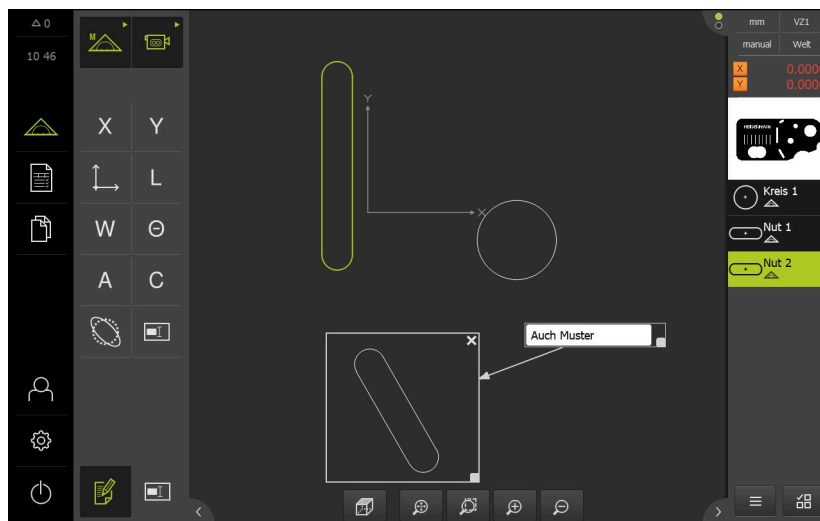 0
10 46
M
X Y
L
W Θ
A C
Y
X
Auch Muster
mm VZ1
manual Welt
X 0.000
Y 0.000
HEIDENHAIN
Kreis 1
Nut 1
Nut 2